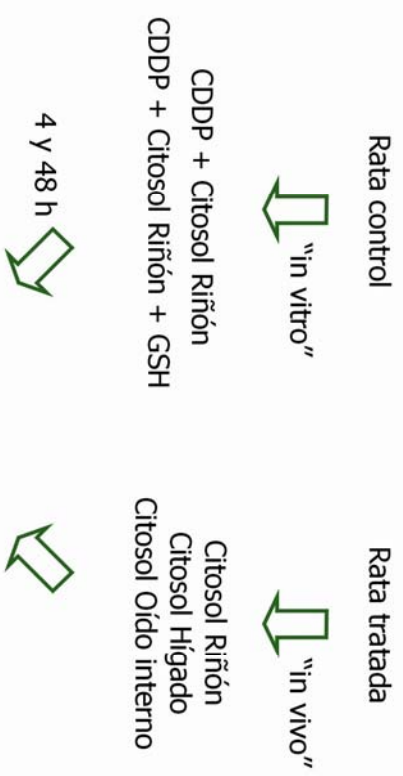 Rata control
"in vitro"
CDDP + Citosol Riñón
CDDP + Citosol Riñón + GSH
4 y 48 h
Rata tratada
"in vivo"
Citosol Riñón
Citosol Hígado
Citosol Oído interno